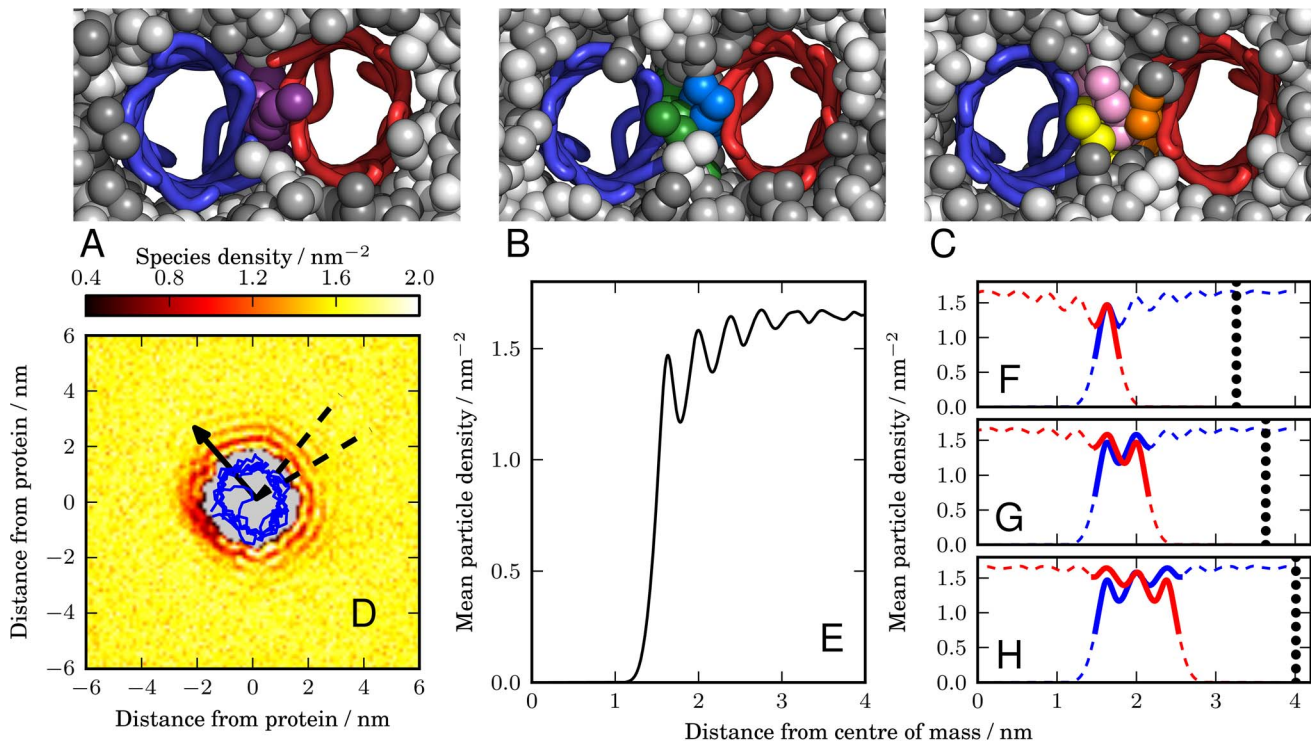 A
B
C
Species density / nm⁻²
0.4 0.8 1.2 1.6 2.0
6
4
2
0
−2
−4
−6
Distance from protein / nm
D
−6 −4 −2 0 2 4 6
Distance from protein / nm
Mean particle density / nm⁻²
1.5
1.0
0.5
0.0
E
0 1 2 3 4
Mean particle density / nm⁻²
1.5
1.0
0.5
0.0
F
1.5
1.0
0.5
0.0
G
1.5
1.0
0.5
0.0
H
0 1 2 3 4
Distance from centre of mass / nm